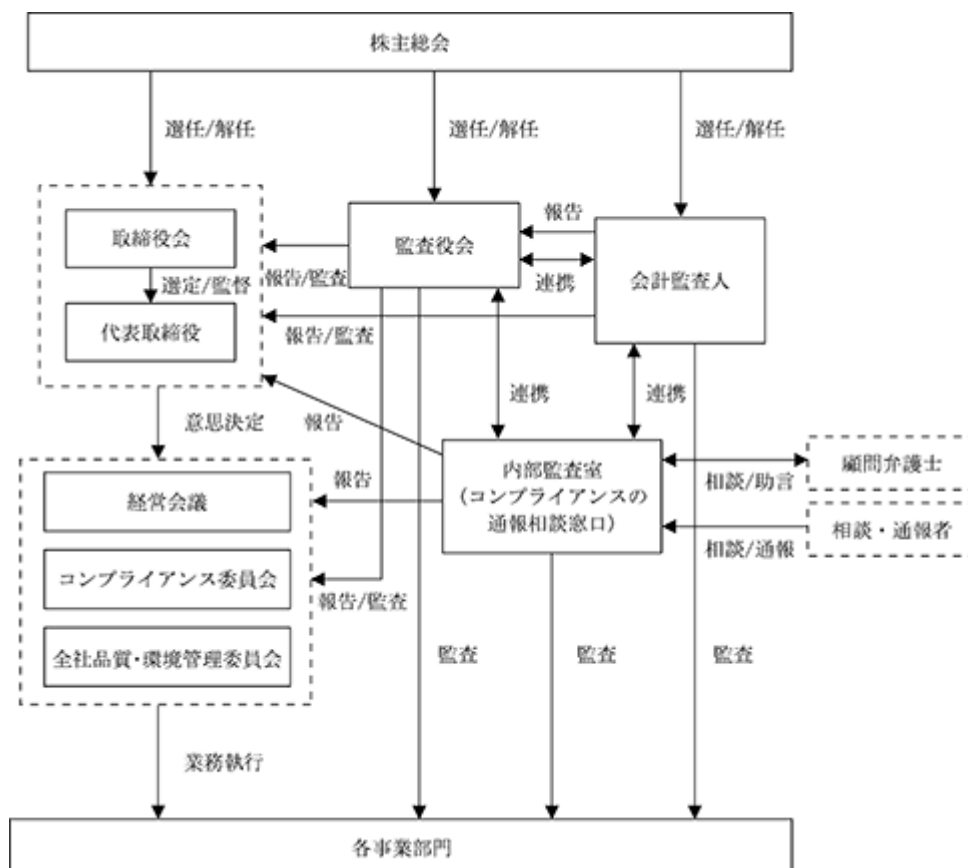 株主総会
選任/解任
選任/解任
選任/解任
取締役会
選定/監督
代表取締役
監査役会
報告
連携
会計監査人
報告/監査
報告/監査
意思決定
報告
連携
連携
経営会議
コンプライアンス委員会
全社品質・環境管理委員会
報告
報告/監査
内部監査室
(コンプライアンスの
通報相談窓口)
相談/助言
顧問弁護士
相談/通報
相談・通報者
監査
監査
監査
業務執行
各事業部門